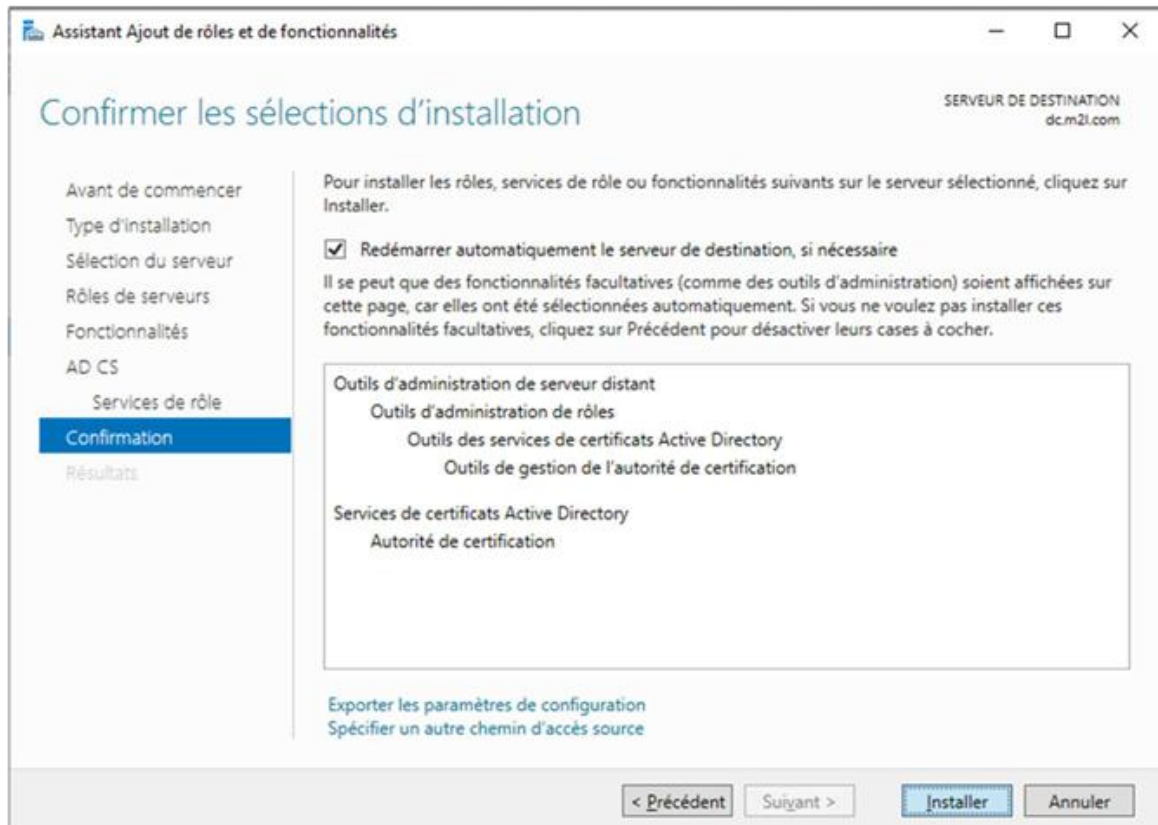 Assistant Ajout de rôles et de fonctionnalités
Confirmer les sélections d'installation
SERVEUR DE DESTINATION
dc.m2l.com
Avant de commencer
Type d'installation
Sélection du serveur
Rôles de serveurs
Fonctionnalités
AD CS
Services de rôle
Confirmation
Résultats
Pour installer les rôles, services de rôle ou fonctionnalités suivants sur le serveur sélectionné, cliquez sur
Installer.
Redémarrer automatiquement le serveur de destination, si nécessaire
Il se peut que des fonctionnalités facultatives (comme des outils d'administration) soient affichées sur
cette page, car elles ont été sélectionnées automatiquement. Si vous ne voulez pas installer ces
fonctionnalités facultatives, cliquez sur Précédent pour désactiver leurs cases à cocher.
Outils d'administration de serveur distant
Outils d'administration de rôles
Outils des services de certificats Active Directory
Outils de gestion de l'autorité de certification
Services de certificats Active Directory
Autorité de certification
Exporter les paramètres de configuration
Spécifier un autre chemin d'accès source
< Précédent
Suivant >
Installer
Annuler